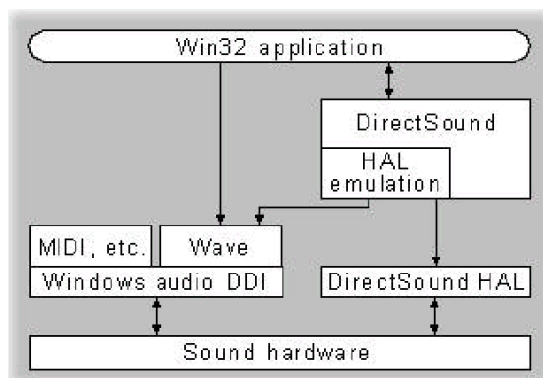 Win32 application
DirectSound
HAL
emulation
MIDI, etc.
Wave
Windows audio DDI
DirectSound HAL
Sound hardware